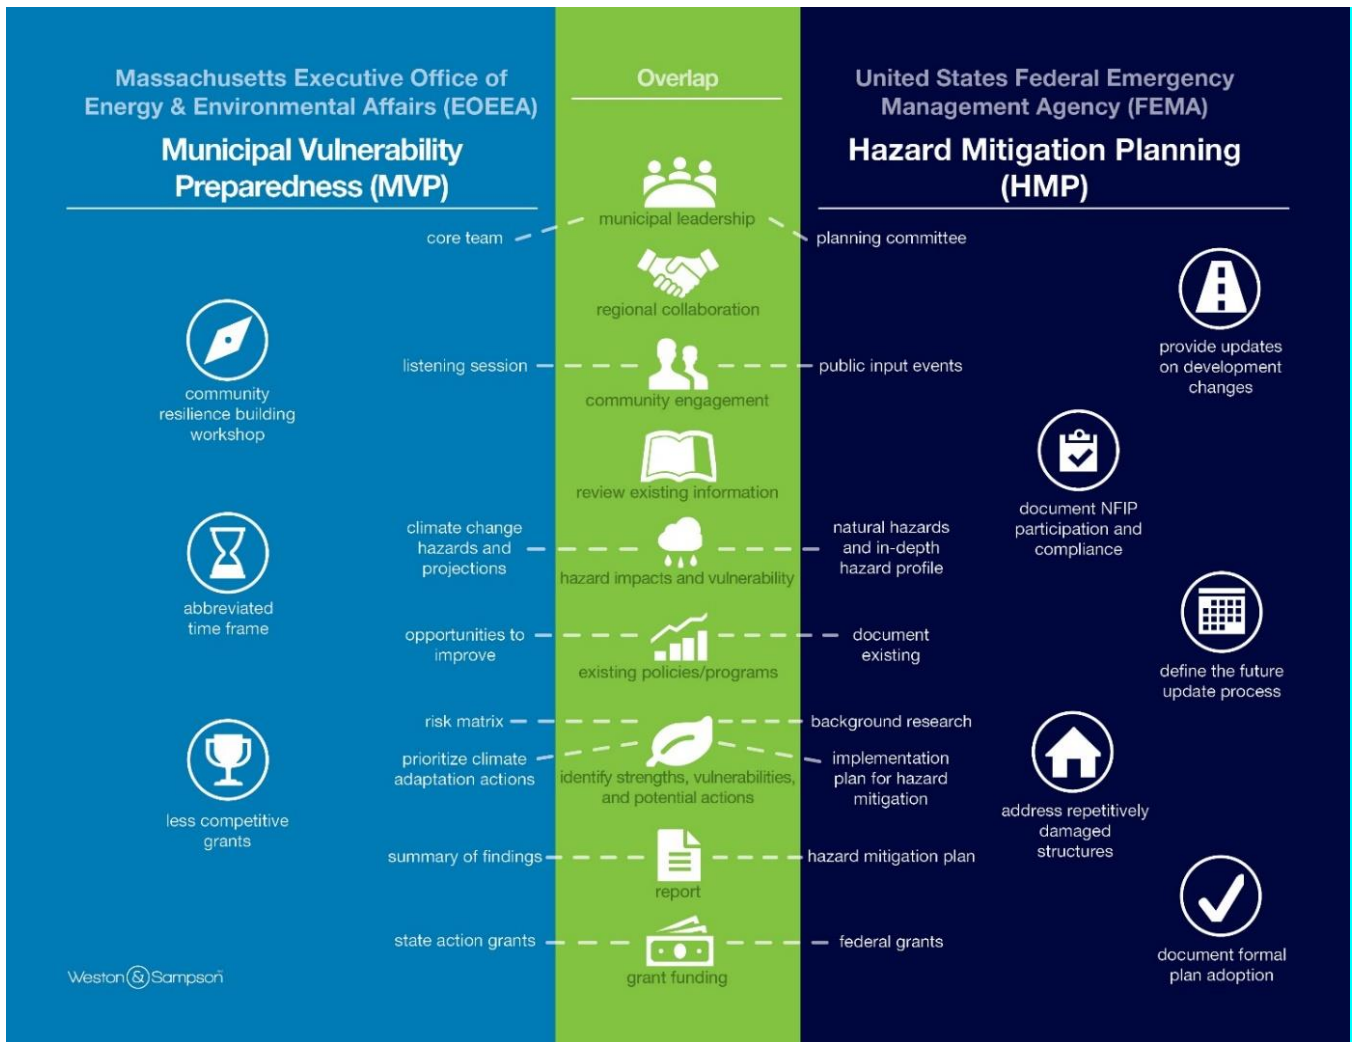 Massachusetts Executive Office of
Energy & Environmental Affairs (EOEEA)
Municipal Vulnerability
Preparedness (MVP)
core team
community
resilience building
workshop
listening session
climate change
hazards and
projections
abbreviated
time frame
opportunities to
improve
risk matrix
prioritize climate
adaptation actions
less competitive
grants
summary of findings
state action grants
Weston&Sampson
Overlap
municipal leadership
regional collaboration
community engagement
review existing information
hazard impacts and vulnerability
existing policies/programs
identify strengths, vulnerabilities,
and potential actions
report
grant funding
United States Federal Emergency
Management Agency (FEMA)
Hazard Mitigation Planning
(HMP)
planning committee
provide updates
on development
changes
public input events
document NFIP
participation and
compliance
natural hazards
and in-depth
hazard profile
document
existing
define the future
update process
background research
implementation
plan for hazard
mitigation
address repetitively
damaged
structures
hazard mitigation plan
federal grants
document formal
plan adoption